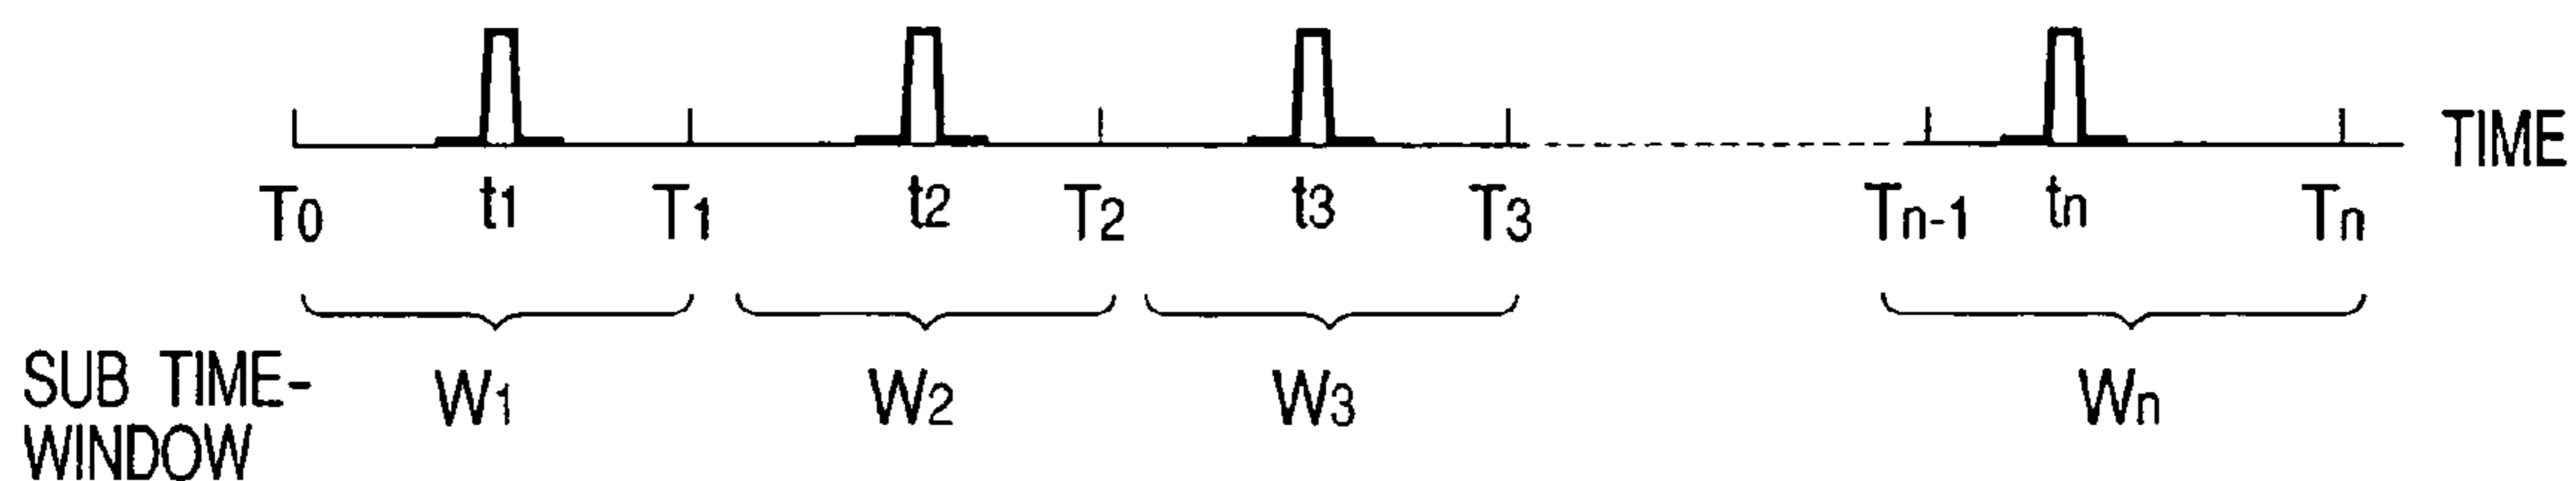 TIME
T0 t1 T1 t2 T2 t3 T3 Tn-1 tn Tn
SUB TIME-
WINDOW
W1 W2 W3 Wn